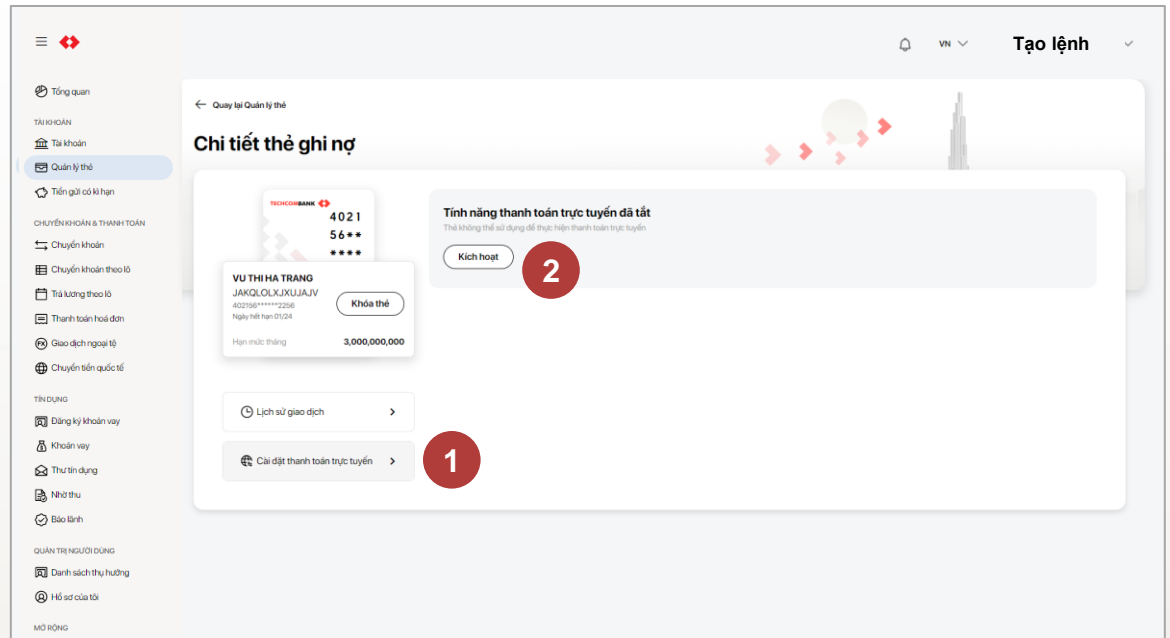 VN
Tạo lệnh
Tổng quan
TÀI KHOẢN
Tài khoản
Quản lý thẻ
Tiền gửi có kì hạn
CHUYỂN KHOẢN & THANH TOÁN
Chuyển khoản
Chuyển khoản theo lô
Trả lương theo lô
Thanh toán hoá đơn
Giao dịch ngoại tệ
Chuyển tiền quốc tế
TÍN DỤNG
Đăng ký khoản vay
Khoản vay
Thư tín dụng
Nhờ thu
Bảo lãnh
QUẢN TRỊ NGƯỜI DÙNG
Danh sách thụ hưởng
Hồ sơ của tôi
MỞ RỘNG
Quay lại Quản lý thẻ
Chi tiết thẻ ghi nợ
TECHCOMBANK
4021
56**
****
VU THI HA TRANG
JAKQLOLXJXUJAJV
402156******2256
Ngày hết hạn 01/24
Khóa thẻ
Hạn mức tháng 3,000,000,000
Lịch sử giao dịch
Cài đặt thanh toán trực tuyến
1
Tính năng thanh toán trực tuyến đã tắt
Thẻ không thể sử dụng để thực hiện thanh toán trực tuyến
Kích hoạt
2